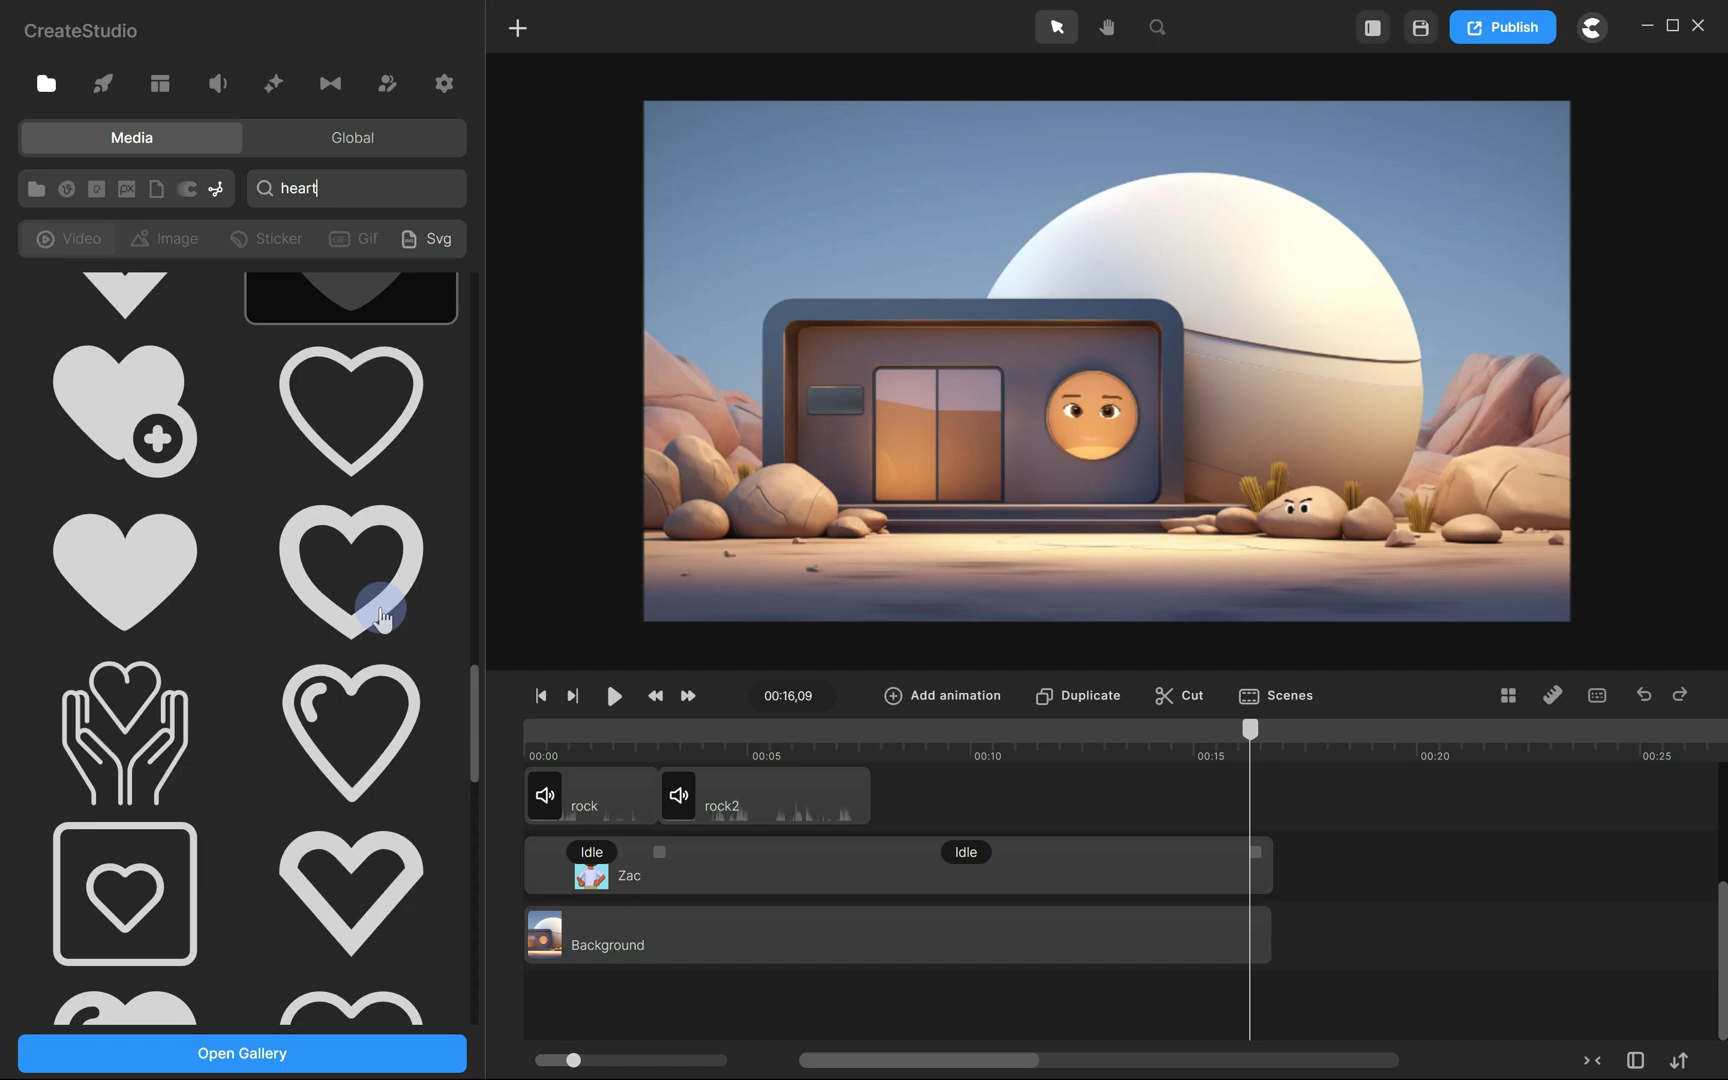 CreateStudio
Publish
Media
Global
heart
Video
Image
Sticker
GIF
Gif
Svg
00:16,09
Add animation
Duplicate
Cut
Scenes
00:00
00:05
00:10
00:15
00:20
00:25
rock
rock2
Idle
Idle
Zac
Background
Open Gallery